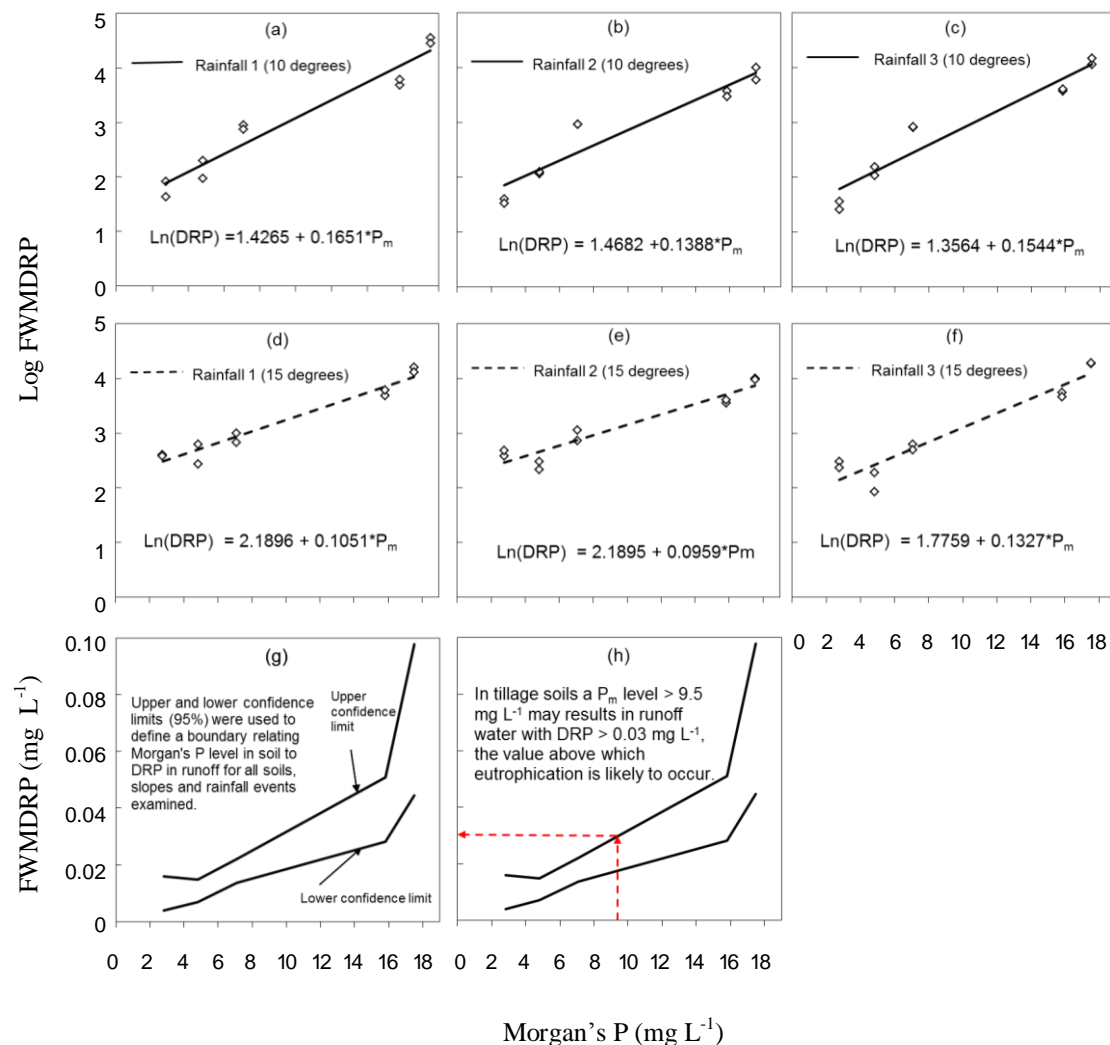 (a)
Rainfall 1 (10 degrees)
Ln(DRP) =1.4265 + 0.1651*Pm
(b)
Rainfall 2 (10 degrees)
Ln(DRP) = 1.4682 +0.1388*Pm
(c)
Rainfall 3 (10 degrees)
Ln(DRP) = 1.3564 + 0.1544*Pm
5
4
3
2
1
0
Log FWMDRP
(d)
Rainfall 1 (15 degrees)
Ln(DRP) = 2.1896 + 0.1051*Pm
(e)
Rainfall 2 (15 degrees)
Ln(DRP) = 2.1895 + 0.0959*Pm
(f)
Rainfall 3 (15 degrees)
Ln(DRP) = 1.7759 + 0.1327*Pm
5
4
3
2
1
0
0 2 4 6 8 10 12 14 16 18
(g)
Upper and lower confidence
limits (95%) were used to
define a boundary relating
Morgan's P level in soil to
DRP in runoff for all soils,
slopes and rainfall events
examined.
Upper
confidence
limit
Lower confidence limit
(h)
In tillage soils a Pm level > 9.5
mg L-1 may results in runoff
water with DRP > 0.03 mg L-1,
the value above which
eutrophication is likely to occur.
0.10
0.08
0.06
0.04
0.02
0.00
FWMDRP (mg L-1)
0 2 4 6 8 10 12 14 16 18
0 2 4 6 8 10 12 14 16 18
Morgan's P (mg L-1)